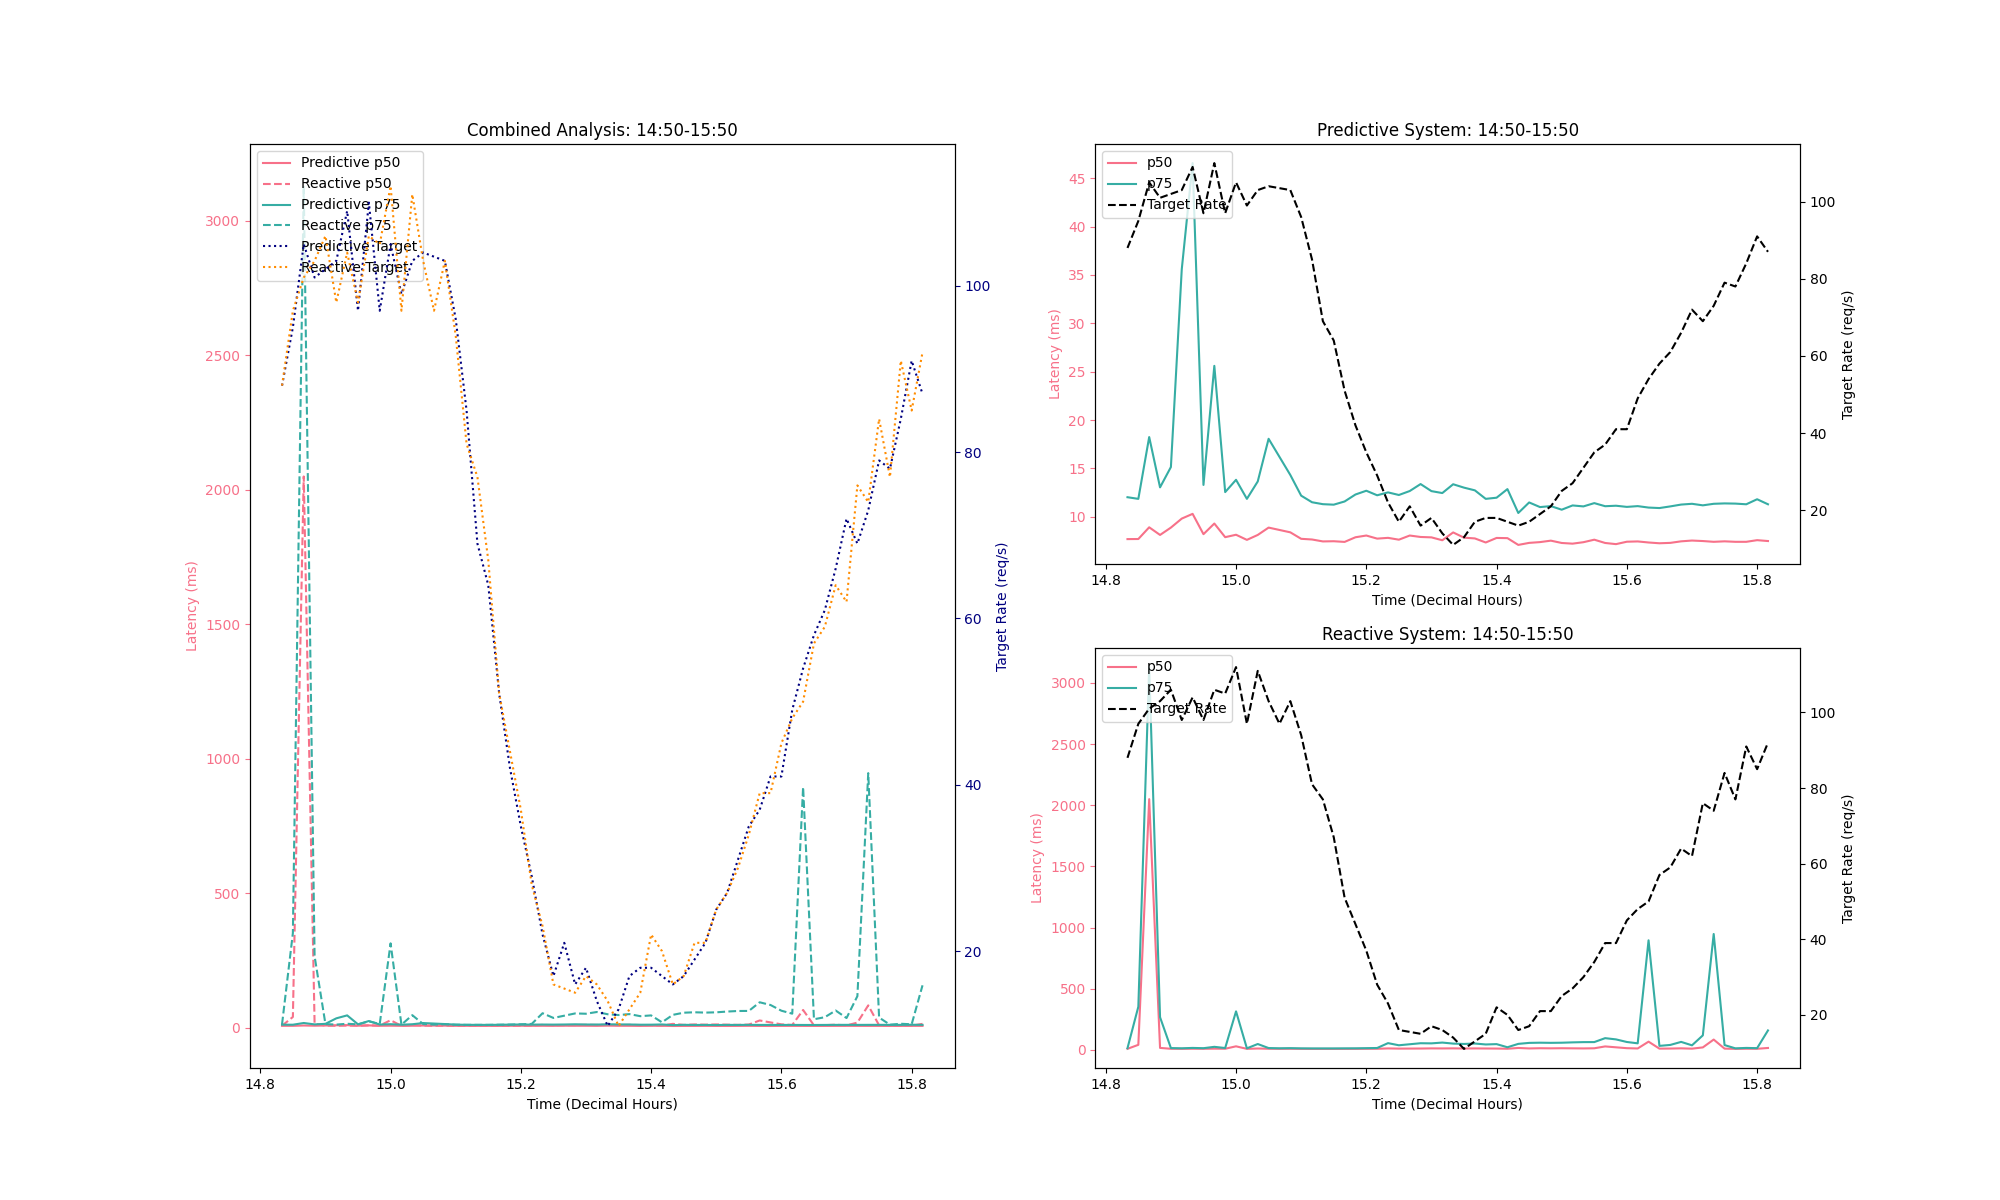 Combined Analysis: 14:50-15:50
Predictive p50
Reactive p50
Predictive p75
Reactive p75
Predictive Target
Reactive Target
3000
2500
2000
1500
1000
500
0
Latency (ms)
100
80
60
40
20
Target Rate (req/s)
14.8 15.0 15.2 15.4 15.6 15.8
Time (Decimal Hours)
Predictive System: 14:50-15:50
p50
p75
Target Rate
45
40
35
30
25
20
15
10
Latency (ms)
100
80
60
40
20
Target Rate (req/s)
14.8 15.0 15.2 15.4 15.6 15.8
Time (Decimal Hours)
Reactive System: 14:50-15:50
p50
p75
Target Rate
3000
2500
2000
1500
1000
500
0
Latency (ms)
100
80
60
40
20
Target Rate (req/s)
14.8 15.0 15.2 15.4 15.6 15.8
Time (Decimal Hours)